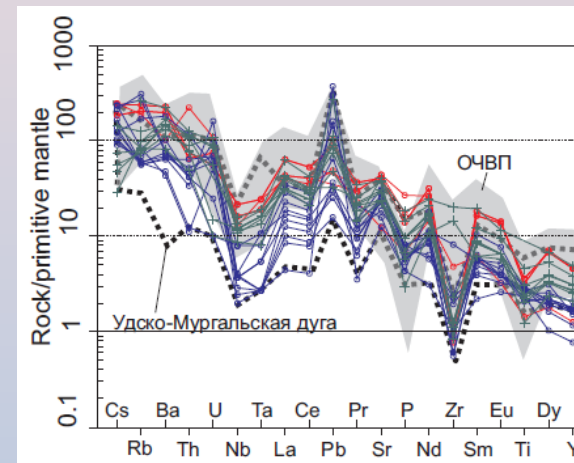 Rock/primitive mantle
1000
100
10
1
0.1
ОЧВП
Удско-Мургальская дуга
Cs Ba U Ta Ce Pr P Zr Eu Dy
Rb Th Nb La Pb Sr Nd Sm Ti Y